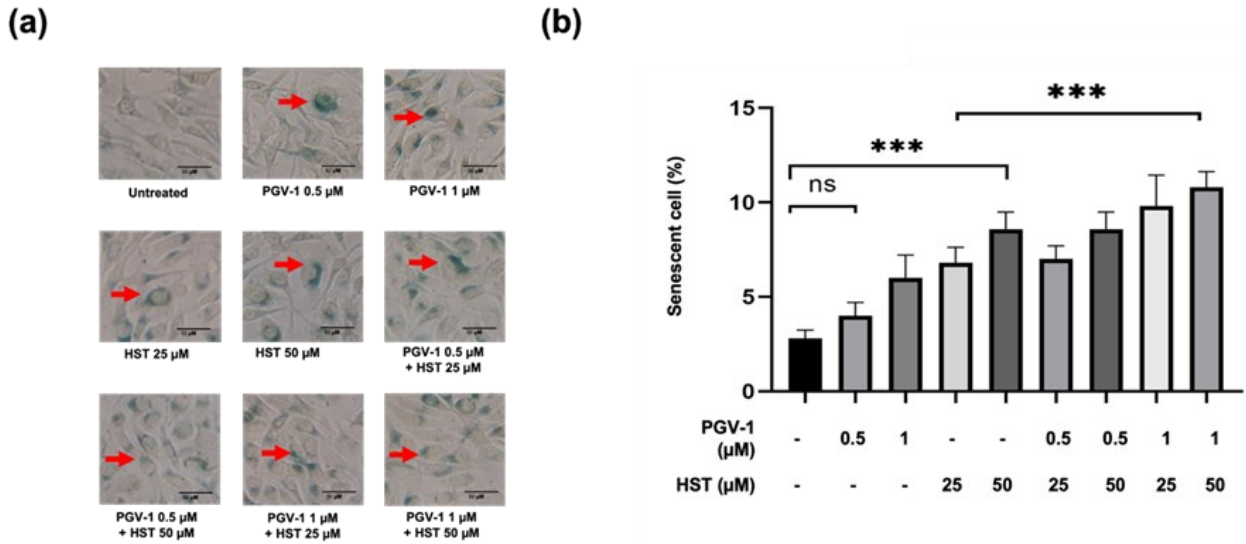 (a)
Untreated
PGV-1 0.5 μM
PGV-1 1 μM
HST 25 μM
HST 50 μM
PGV-1 0.5 μM
+ HST 25 μM
PGV-1 0.5 μM
+ HST 50 μM
PGV-1 1 μM
+ HST 25 μM
PGV-1 1 μM
+ HST 50 μM
(b)
Senescent cell (%)
15
10
5
0
ns
***
***
PGV-1 (μM) - 0.5 1 - - 0.5 0.5 1 1
HST (μM) - - - 25 50 25 50 25 50